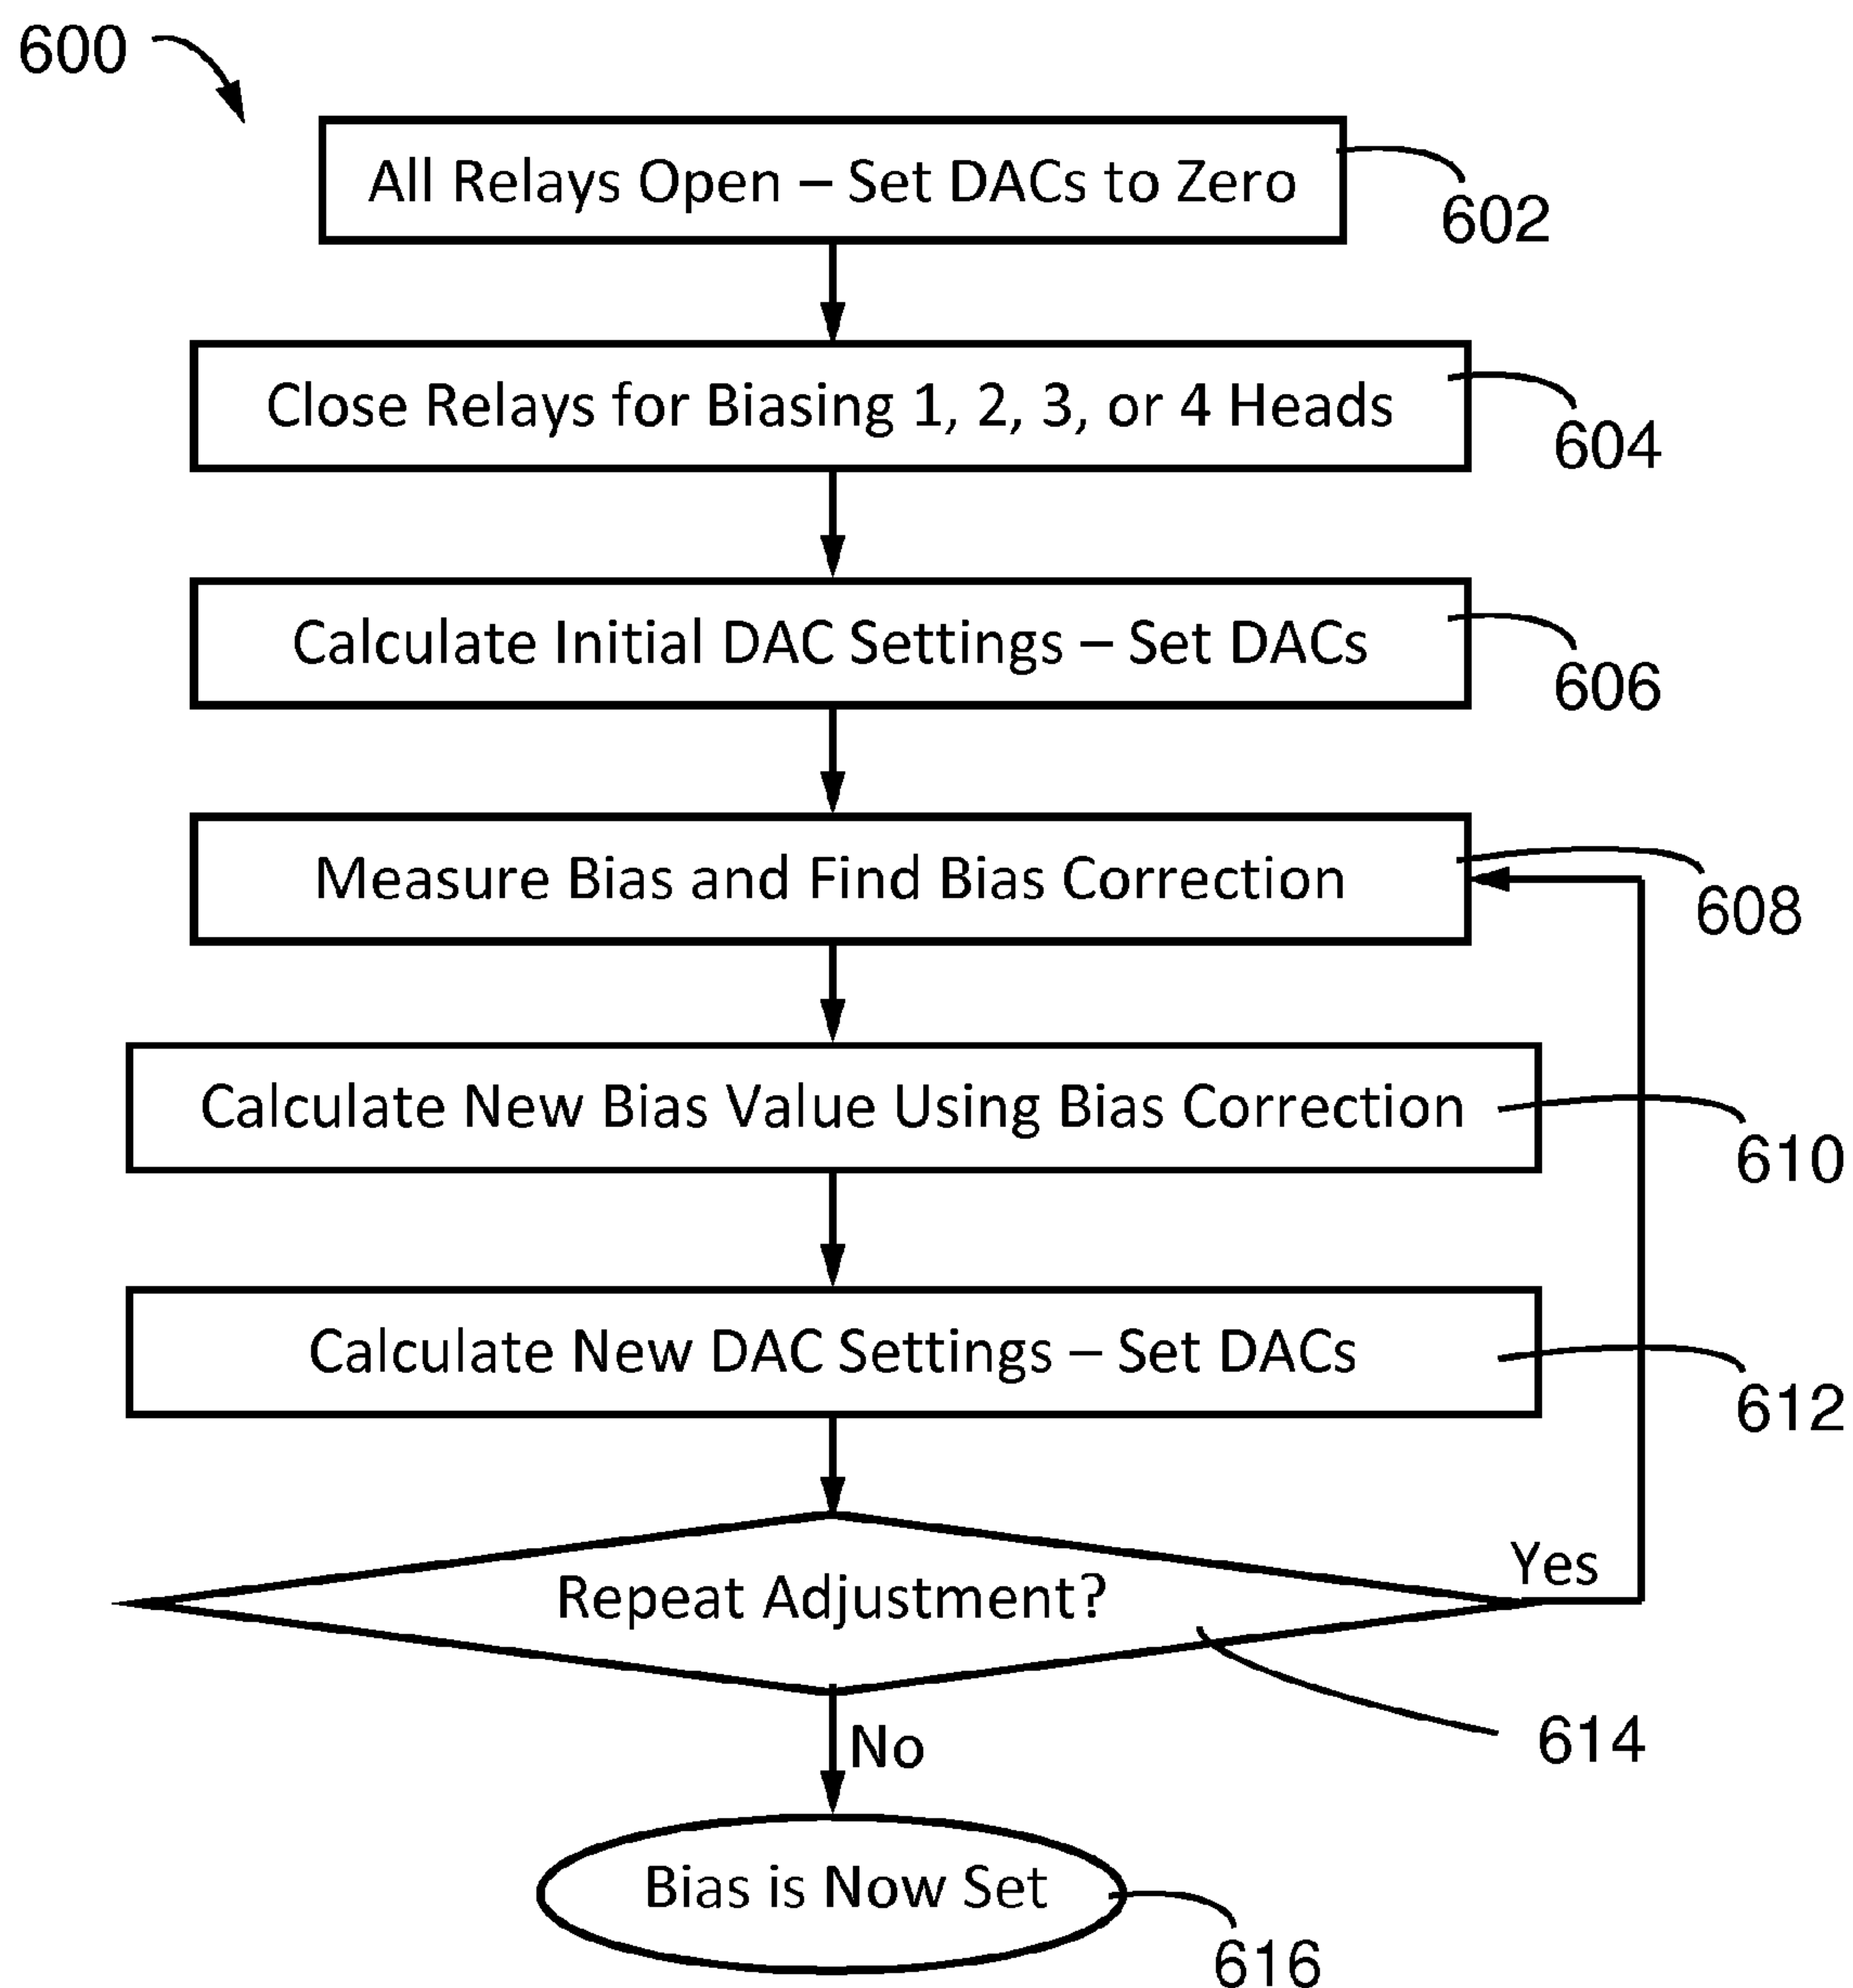 600
All Relays Open – Set DACs to Zero
602
Close Relays for Biasing 1, 2, 3, or 4 Heads
604
Calculate Initial DAC Settings – Set DACs
606
Measure Bias and Find Bias Correction
608
Calculate New Bias Value Using Bias Correction
610
Calculate New DAC Settings – Set DACs
612
Repeat Adjustment?
Yes
614
No
Bias is Now Set
616